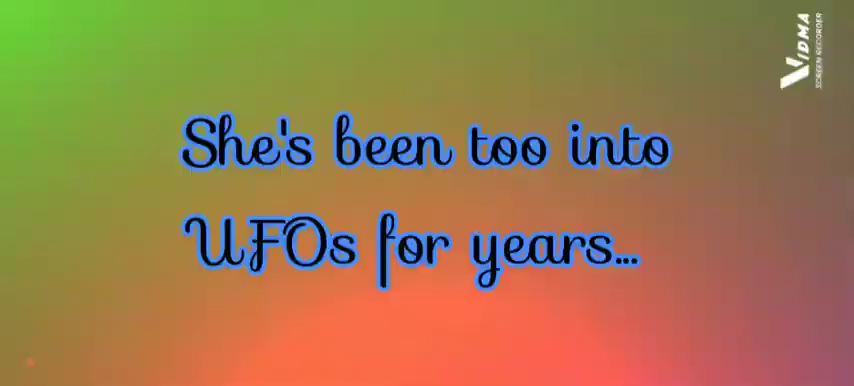 She's been too into
UFOs for years...
VIDMA
SCREEN RECORDER